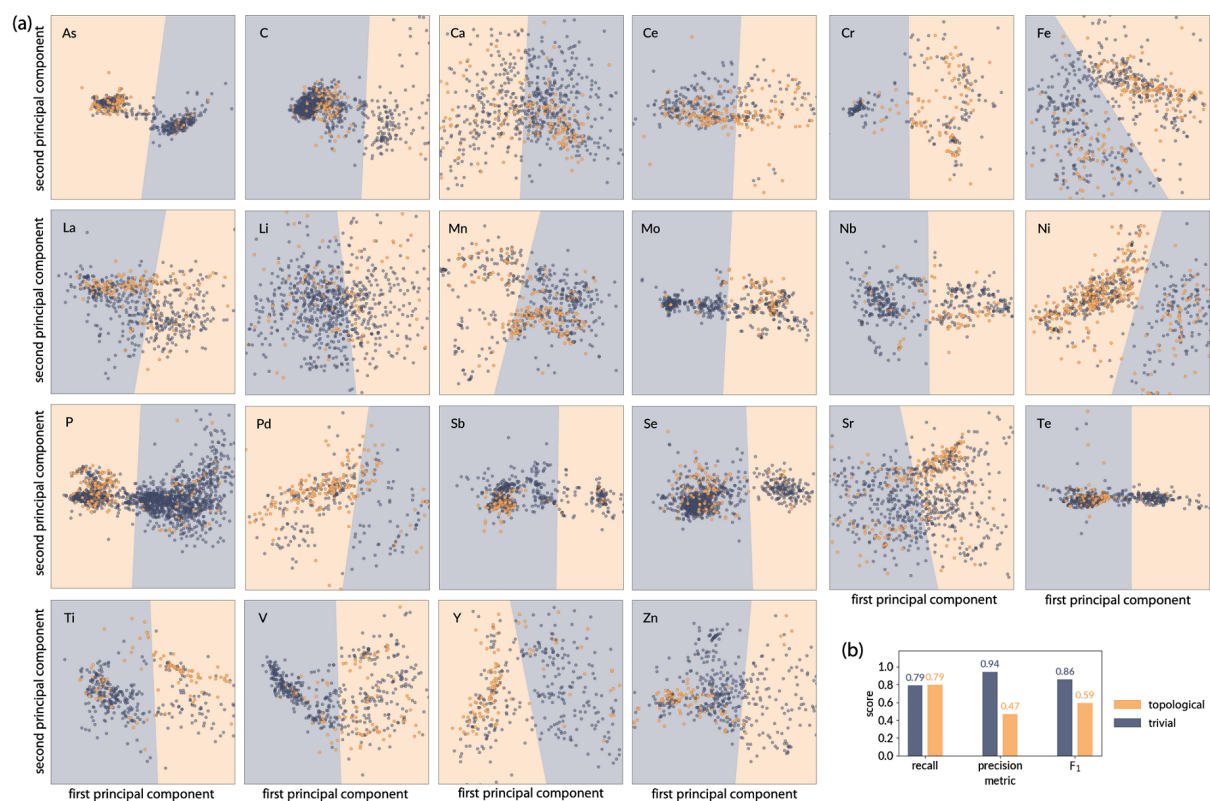 (a)
As
C
Ca
Ce
Cr
Fe
second principal component
La
Li
Mn
Mo
Nb
Ni
second principal component
P
Pd
Sb
Se
Sr
Te
second principal component
first principal component
first principal component
Ti
V
Y
Zn
second principal component
first principal component
first principal component
first principal component
first principal component
(b)
score
1.0
0.8
0.6
0.4
0.2
0.0
0.79
0.79
0.94
0.47
0.86
0.59
recall
precision
F1
metric
topological
trivial